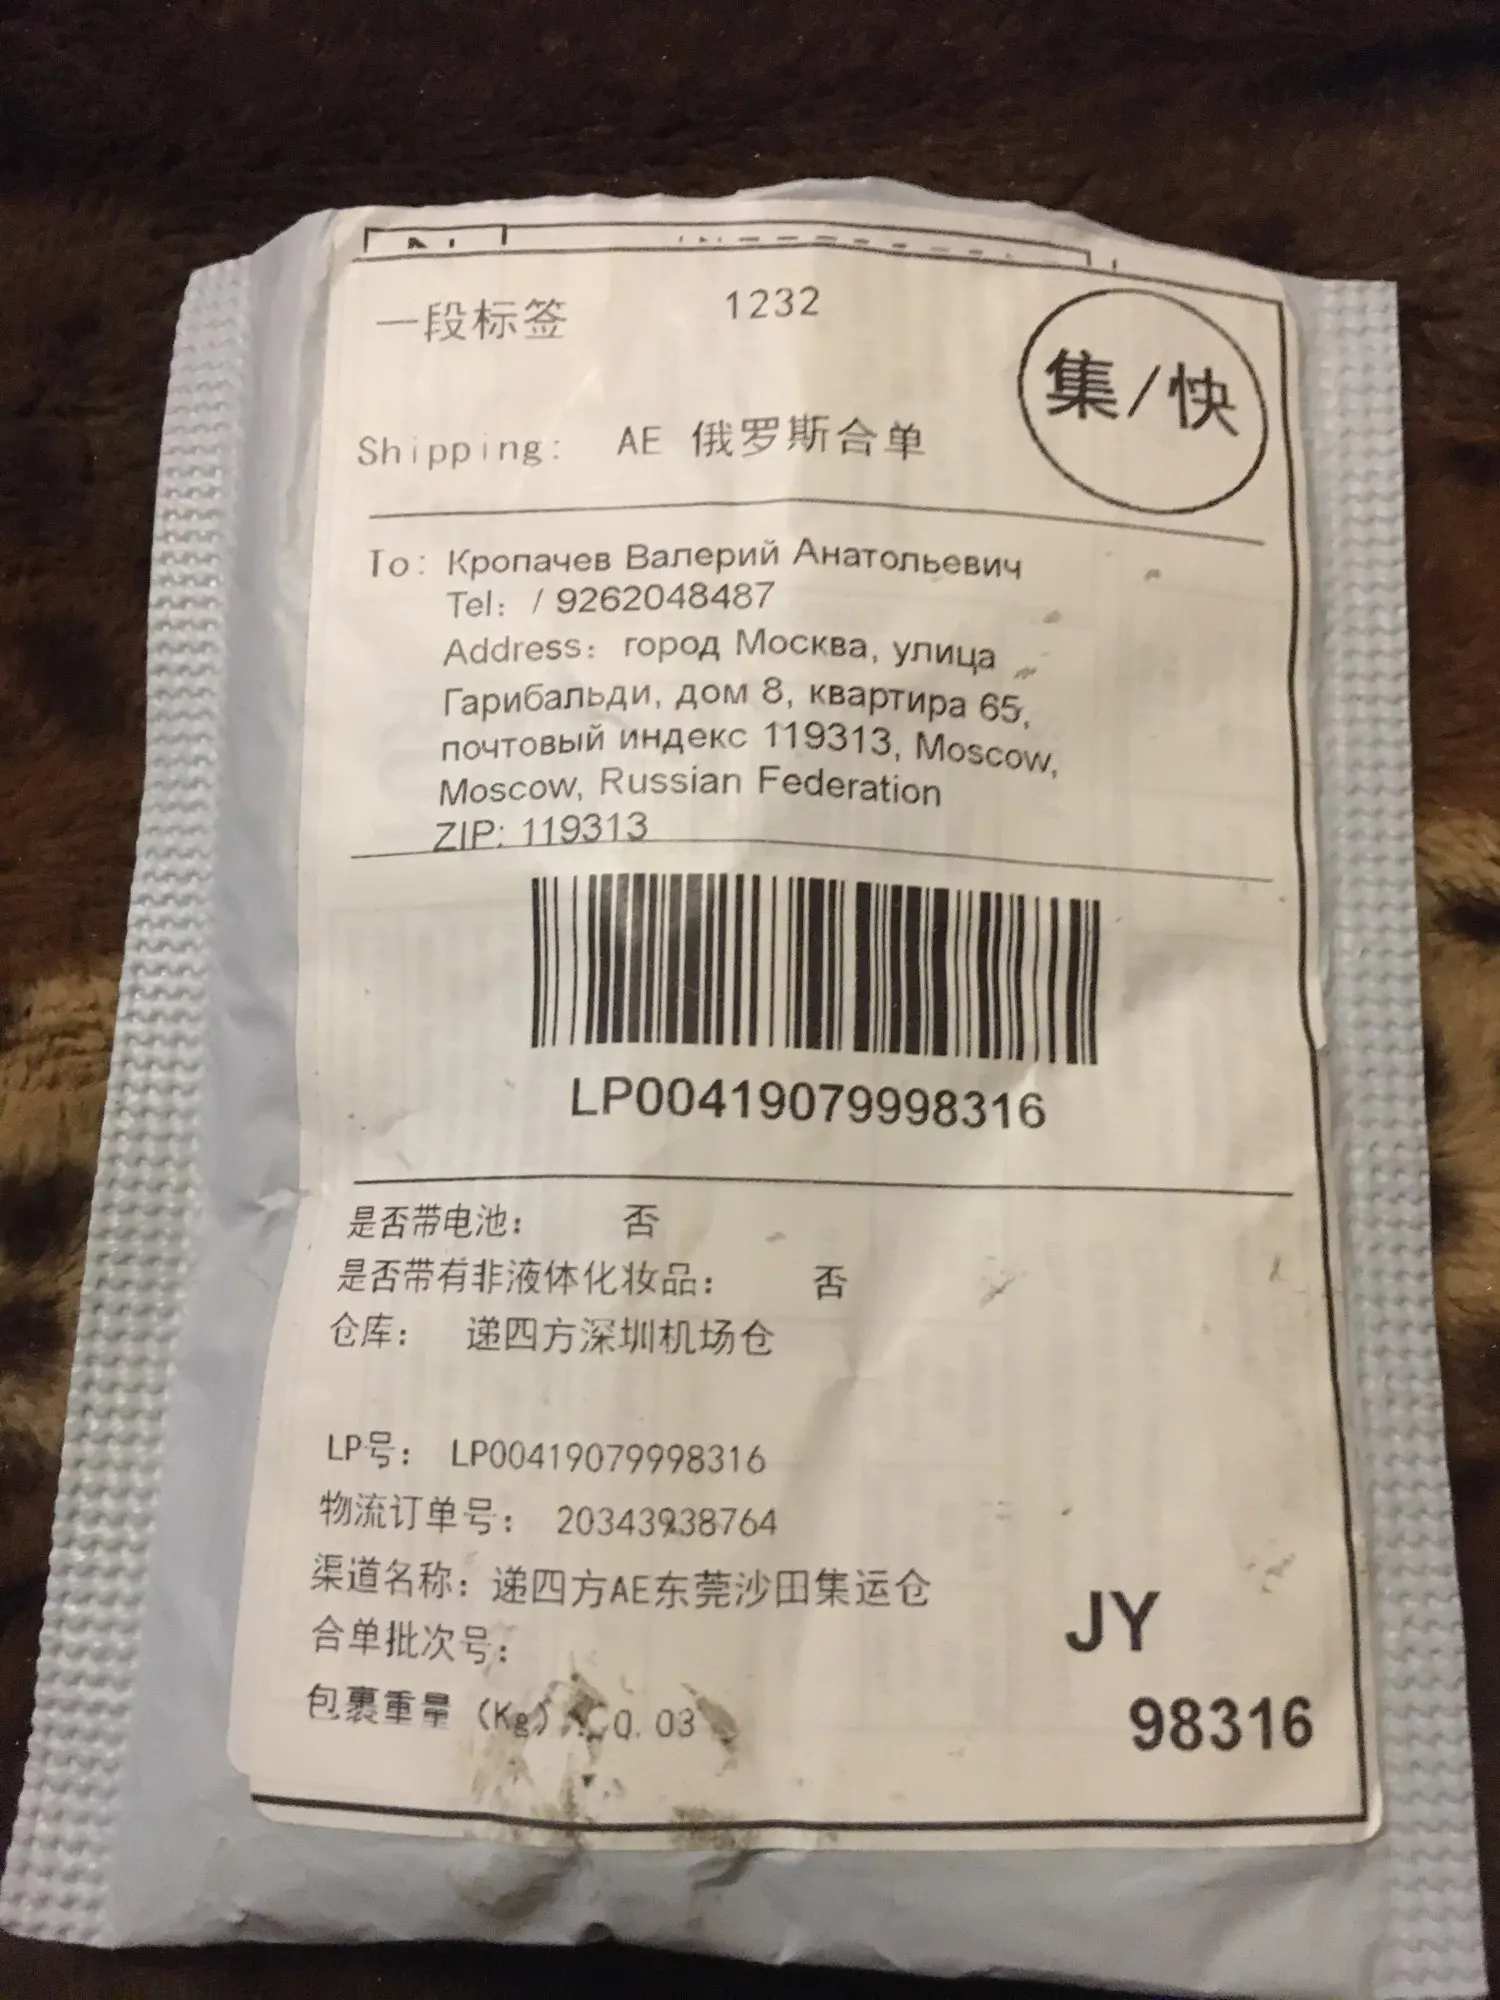 一段标签 1232
集/快
Shipping: AE 俄罗斯合单
To: Кропачев Валерий Анатольевич
Tel: / 9262048487
Address: город Москва, улица
Гарибальди, дом 8, квартира 65,
почтовый индекс 119313, Moscow,
Moscow, Russian Federation
ZIP: 119313
LP00419079998316
是否带电池: 否
是否带有非液体化妆品: 否
仓库: 递四方深圳机场仓
LP号: LP00419079998316
物流订单号: 20343938764
渠道名称: 递四方AE东莞沙田集运仓
合单批次号:
包裹重量 (Kg): 0.03
JY
98316